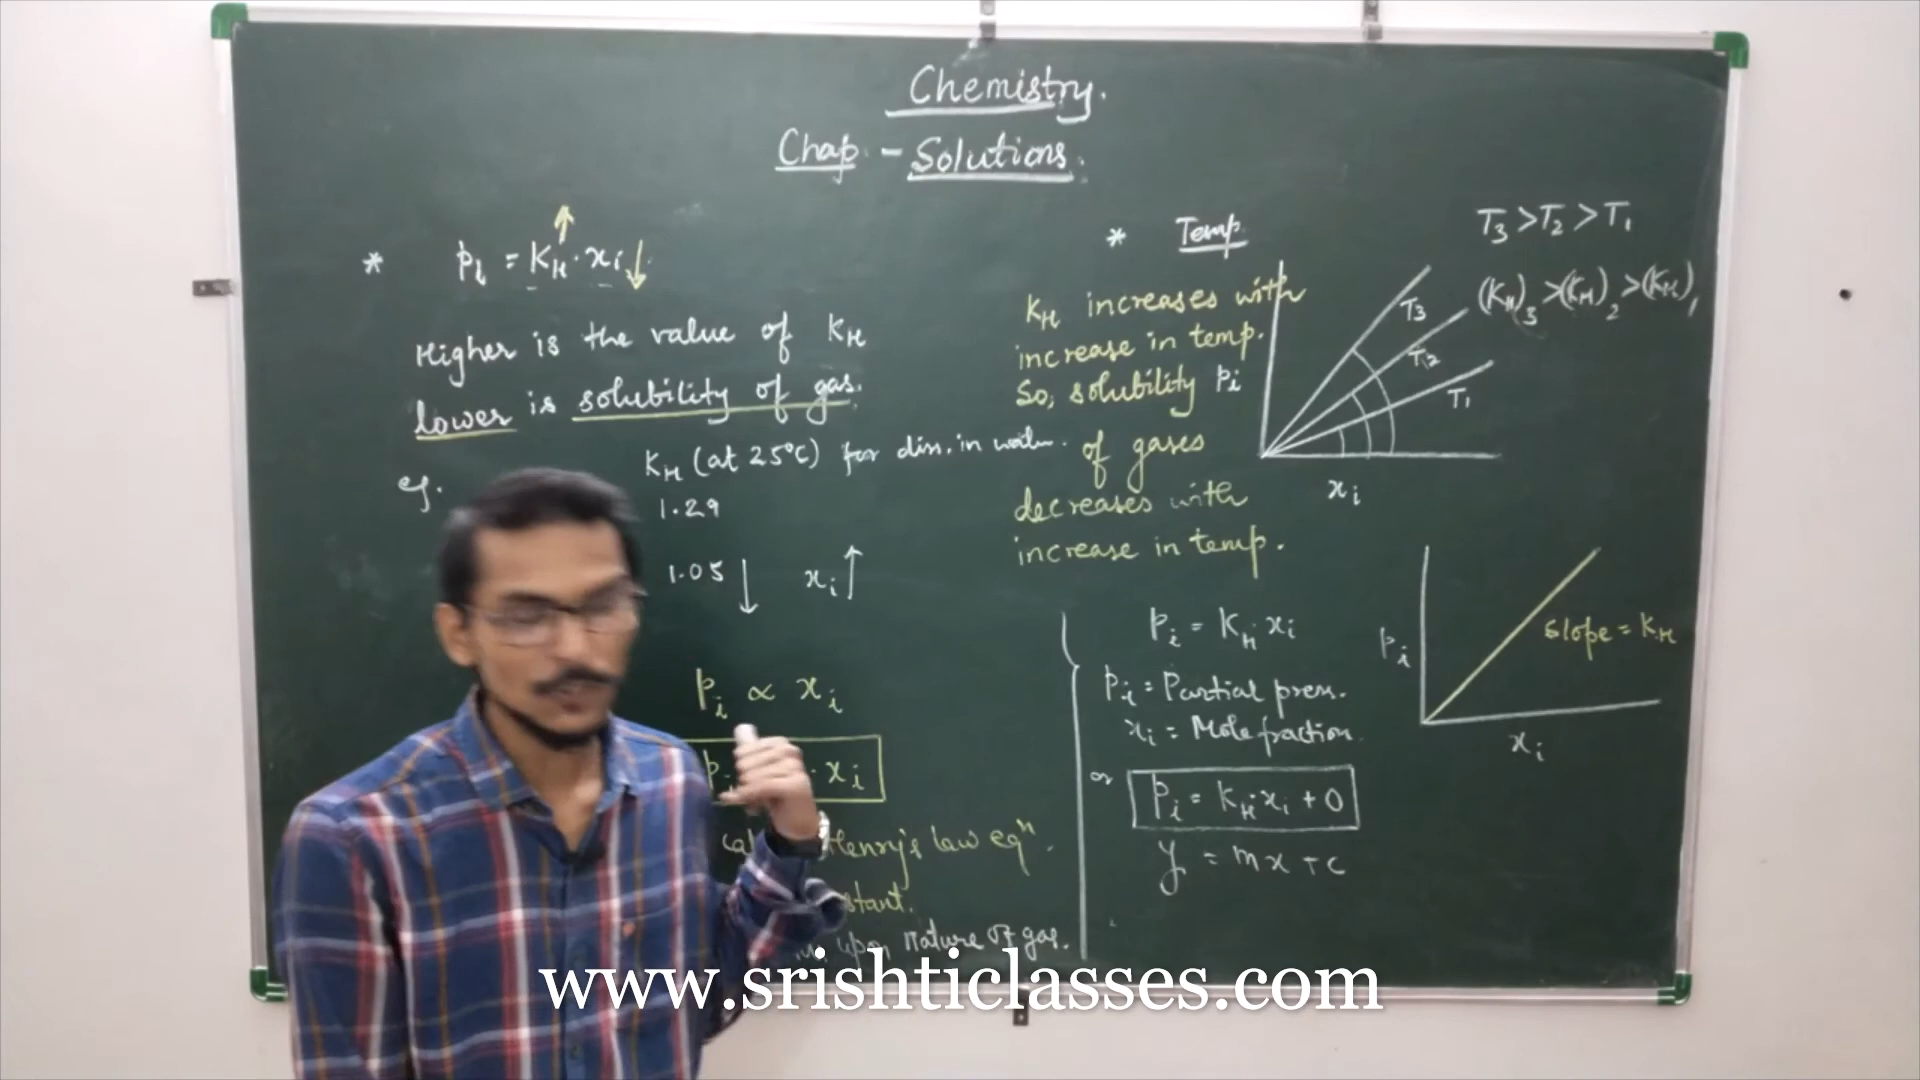 Chemistry.
Chap - Solutions.
* pi = KH · xi
Higher is the value of KH
lower is solubility of gas.
eg.
KH (at 25°C) for diss. in water.
1.29
1.05
xi
pi ∝ xi
pi · xi
Henry's law eqn.
upon nature of gas.
* Temp.
KH increases with
increase in temp.
So, solubility
of gases
decreases with
increase in temp.
T3 > T2 > T1
(KH)3 > (KH)2 > (KH)1
T3
T2
T1
pi
xi
pi = KH · xi
pi = Partial press.
xi = Mole fraction
or pi = KH · xi + 0
y = mx + c
pi
slope = KH
xi
www.srishticlasses.com